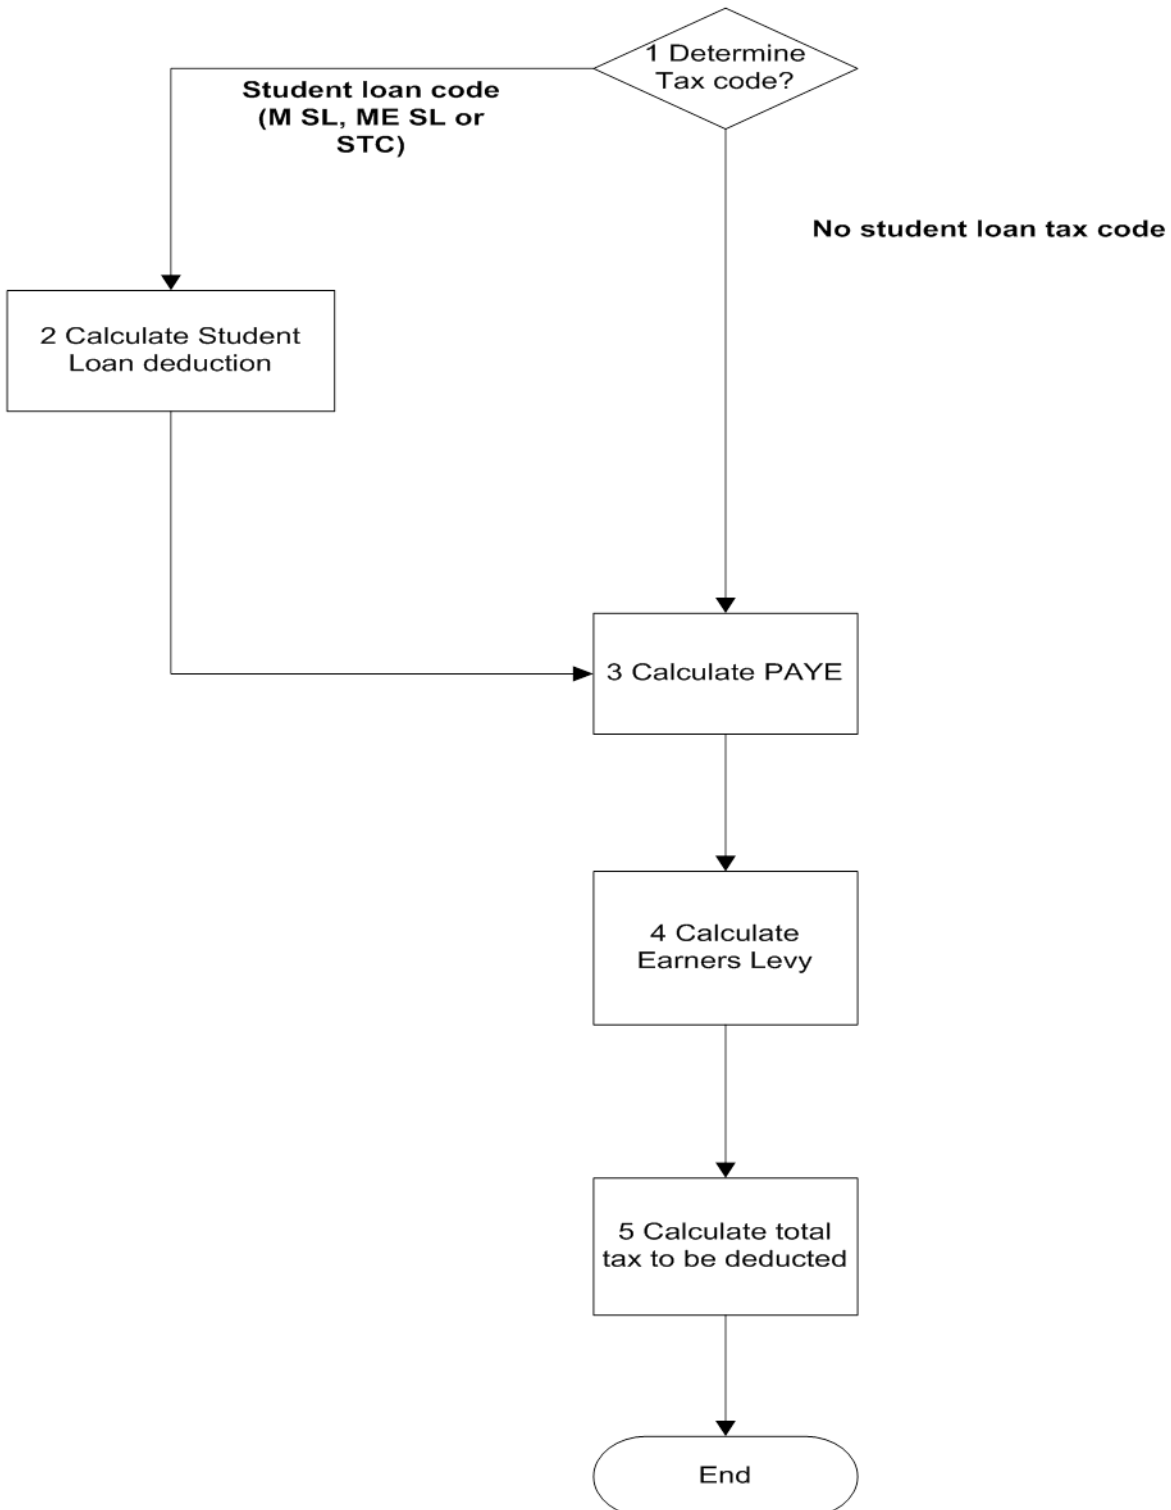 1 Determine
Tax code?
Student loan code
(M SL, ME SL or
STC)
No student loan tax code
2 Calculate Student
Loan deduction
3 Calculate PAYE
4 Calculate
Earners Levy
5 Calculate total
tax to be deducted
End